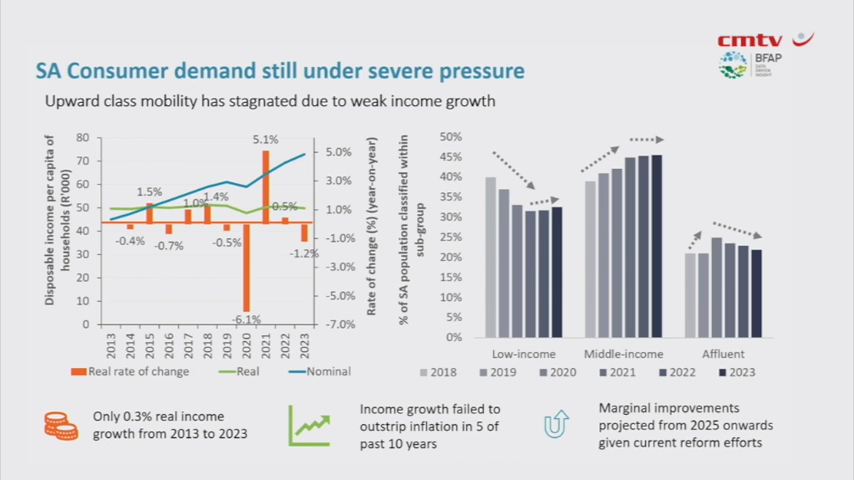 cmtv
BFAP
SA Consumer demand still under severe pressure
Upward class mobility has stagnated due to weak income growth
Disposable income per capita of
households (R'000)
80
70
60
50
40
30
20
10
0
5.1%
1.5%
1.0%
1.4%
0.5%
-0.4%
-0.7%
-0.5%
-1.2%
-6.1%
5.0%
3.0%
1.0%
-1.0%
-3.0%
-5.0%
-7.0%
Rate of change (%) (year-on-year)
2013
2014
2015
2016
2017
2018
2019
2020
2021
2022
2023
Real rate of change
Real
Nominal
% of SA population classified within
sub-group
50%
45%
40%
35%
30%
25%
20%
15%
10%
5%
0%
Low-income
Middle-income
Affluent
2018
2019
2020
2021
2022
2023
Only 0.3% real income
growth from 2013 to 2023
Income growth failed to
outstrip inflation in 5 of
past 10 years
Marginal improvements
projected from 2025 onwards
given current reform efforts